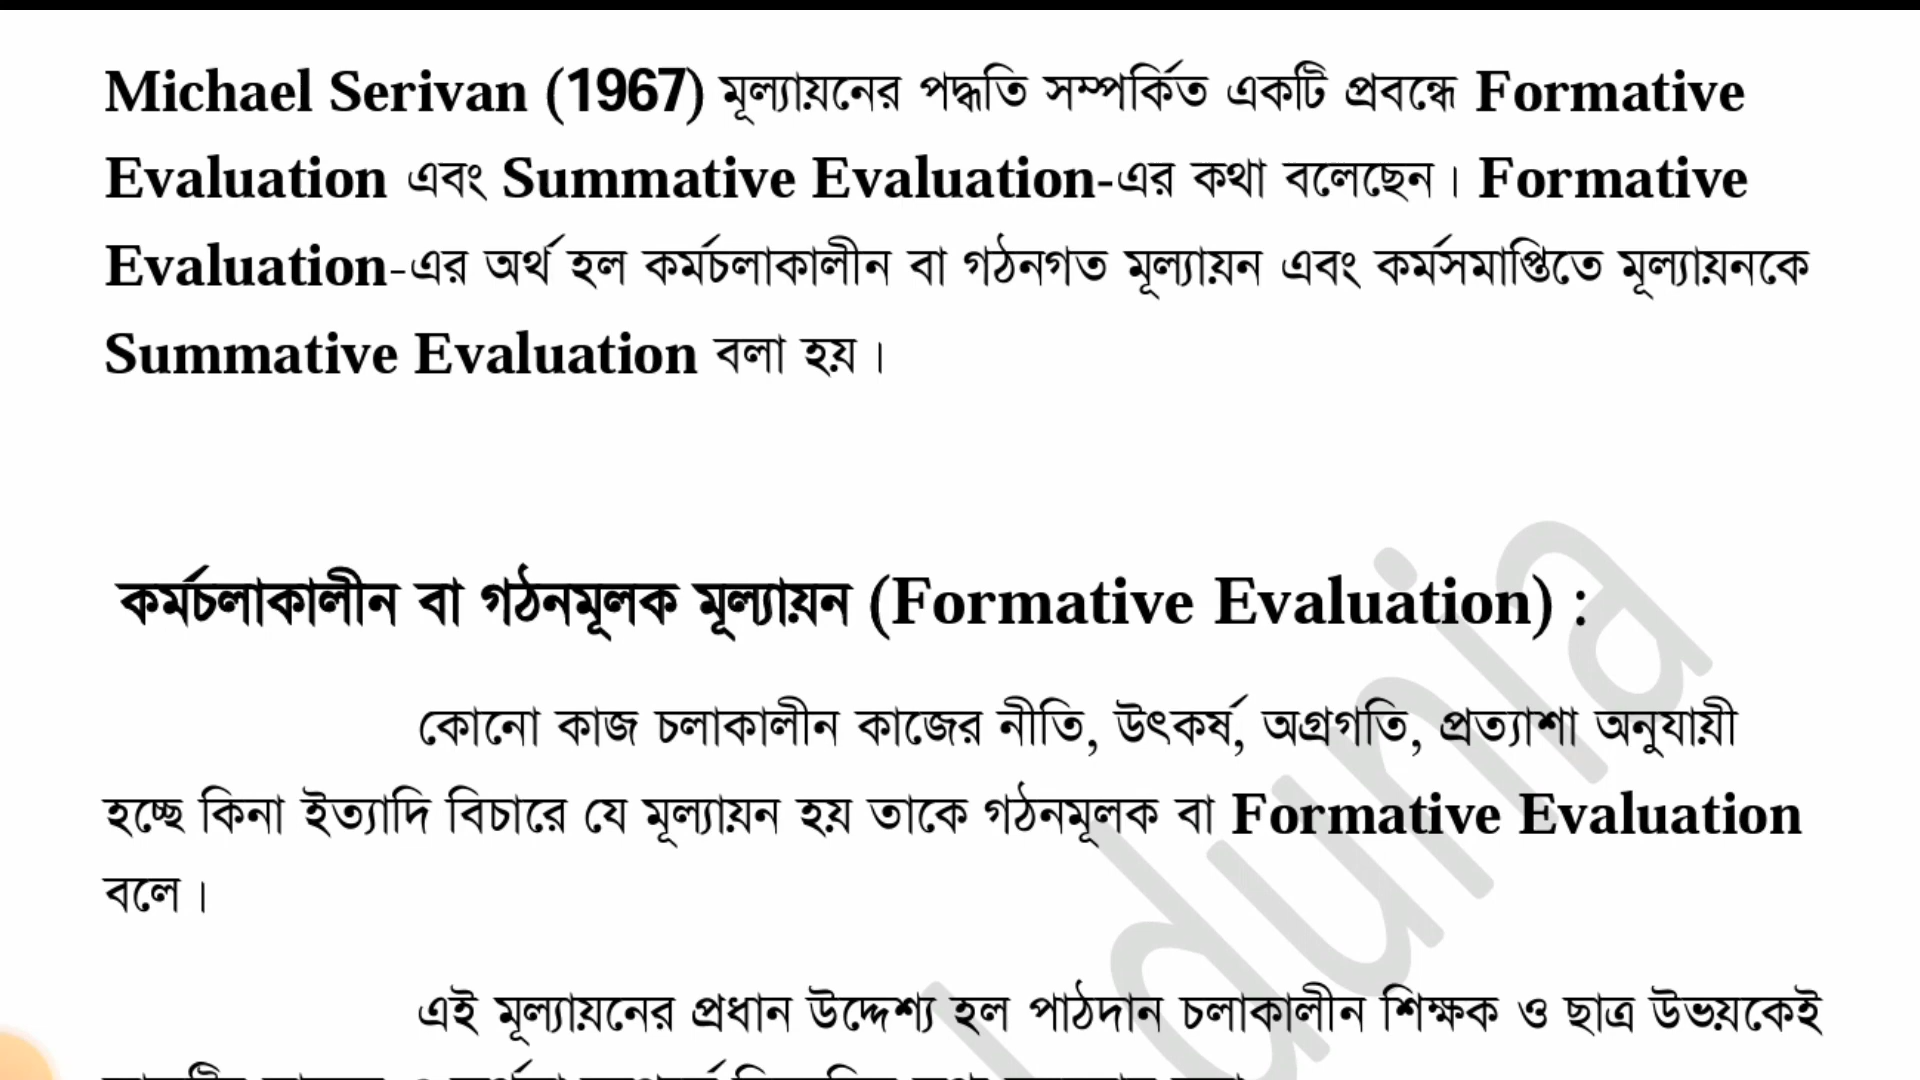 Michael Serivan (1967) মূল্যায়নের পদ্ধতি সম্পর্কিত একটি প্রবন্ধে Formative
Evaluation এবং Summative Evaluation-এর কথা বলেছেন। Formative
Evaluation-এর অর্থ হল কর্মচলাকালীন বা গঠনগত মূল্যায়ন এবং কর্মসমাপ্তিতে মূল্যায়নকে
Summative Evaluation বলা হয়।
কর্মচলাকালীন বা গঠনমূলক মূল্যায়ন (Formative Evaluation) :
কোনো কাজ চলাকালীন কাজের নীতি, উৎকর্ষ, অগ্রগতি, প্রত্যাশা অনুযায়ী
হচ্ছে কিনা ইত্যাদি বিচারে যে মূল্যায়ন হয় তাকে গঠনমূলক বা Formative Evaluation
বলে।
এই মূল্যায়নের প্রধান উদ্দেশ্য হল পাঠদান চলাকালীন শিক্ষক ও ছাত্র উভয়কেই